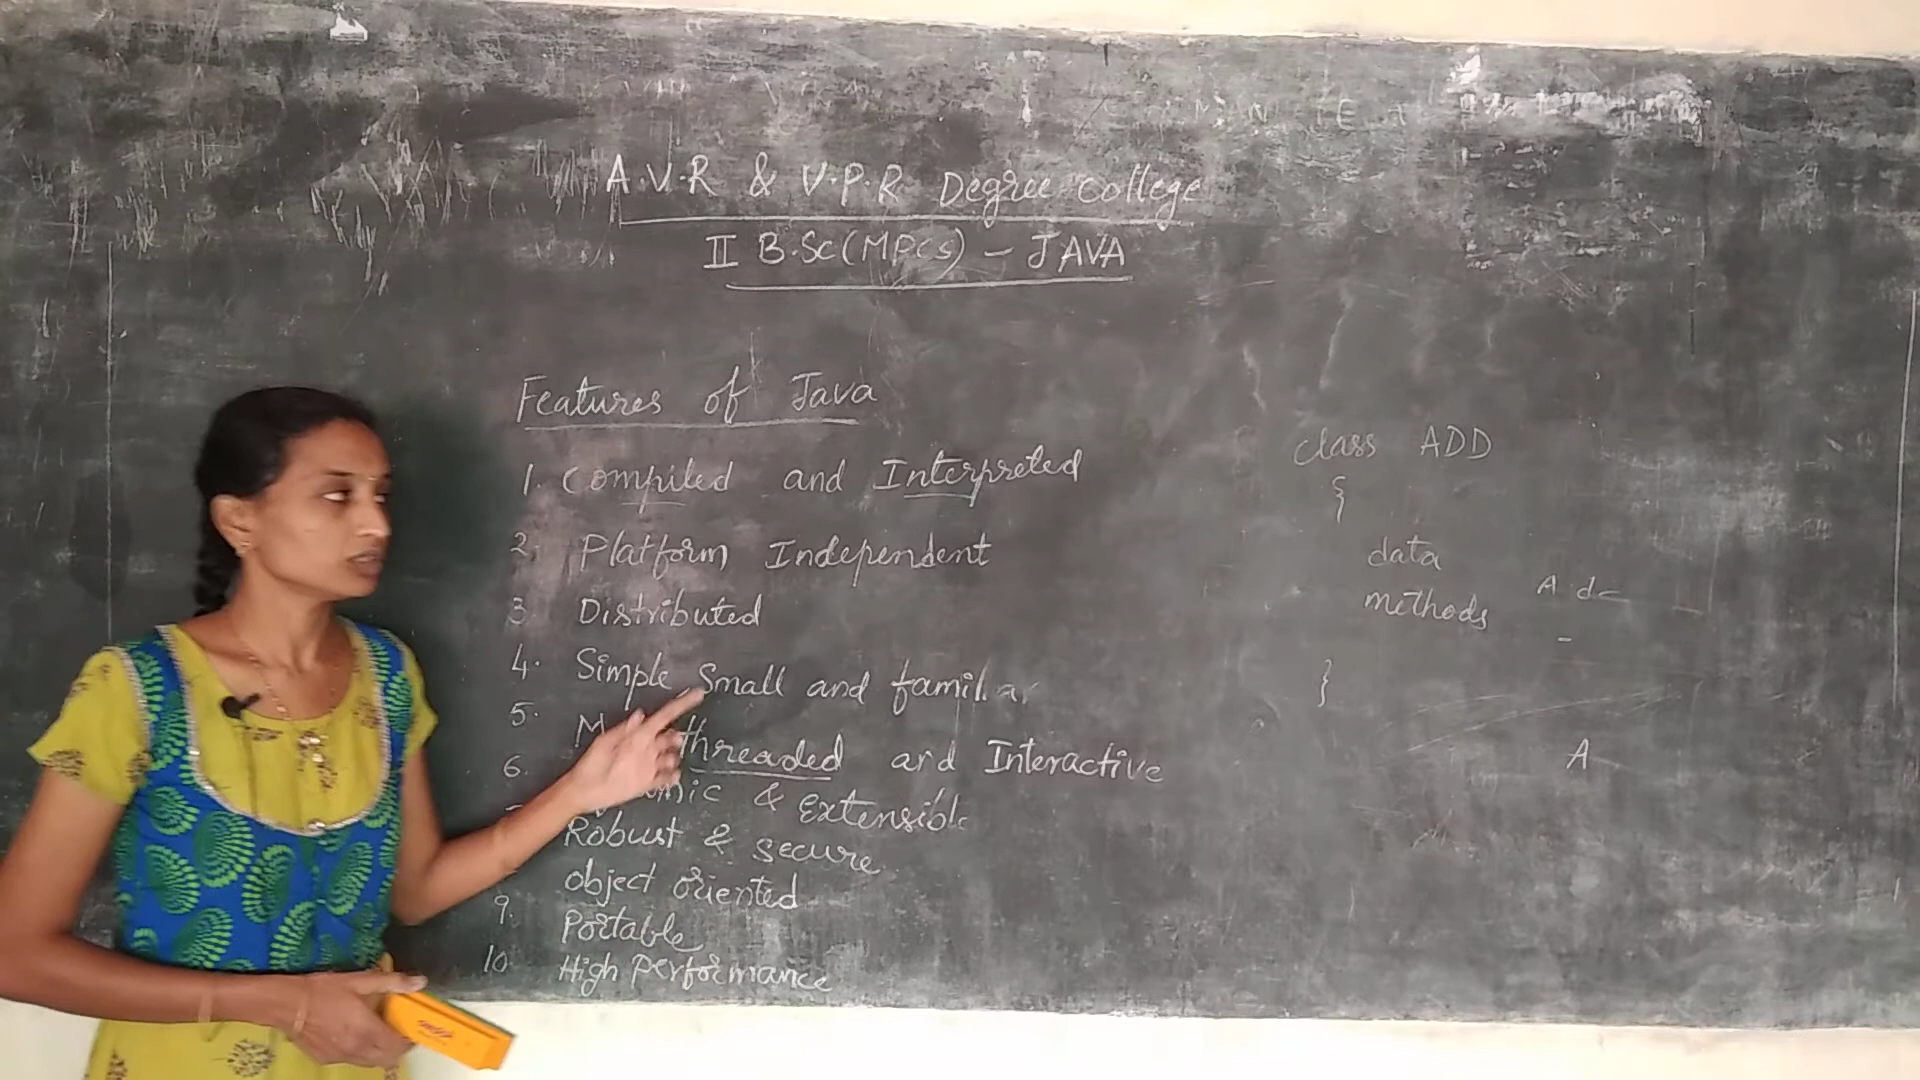 A.V.R & V.P.R Degree College
II B.Sc(MPCS) - JAVA
Features of Java
1. Compiled and Interpreted
2. Platform Independent
3. Distributed
4. Simple, Small and familiar
5. threaded and Interactive
6. & Extensible
Robust & secure
object oriented
9. Portable
10 High performance
class ADD
{
data
methods
}
A